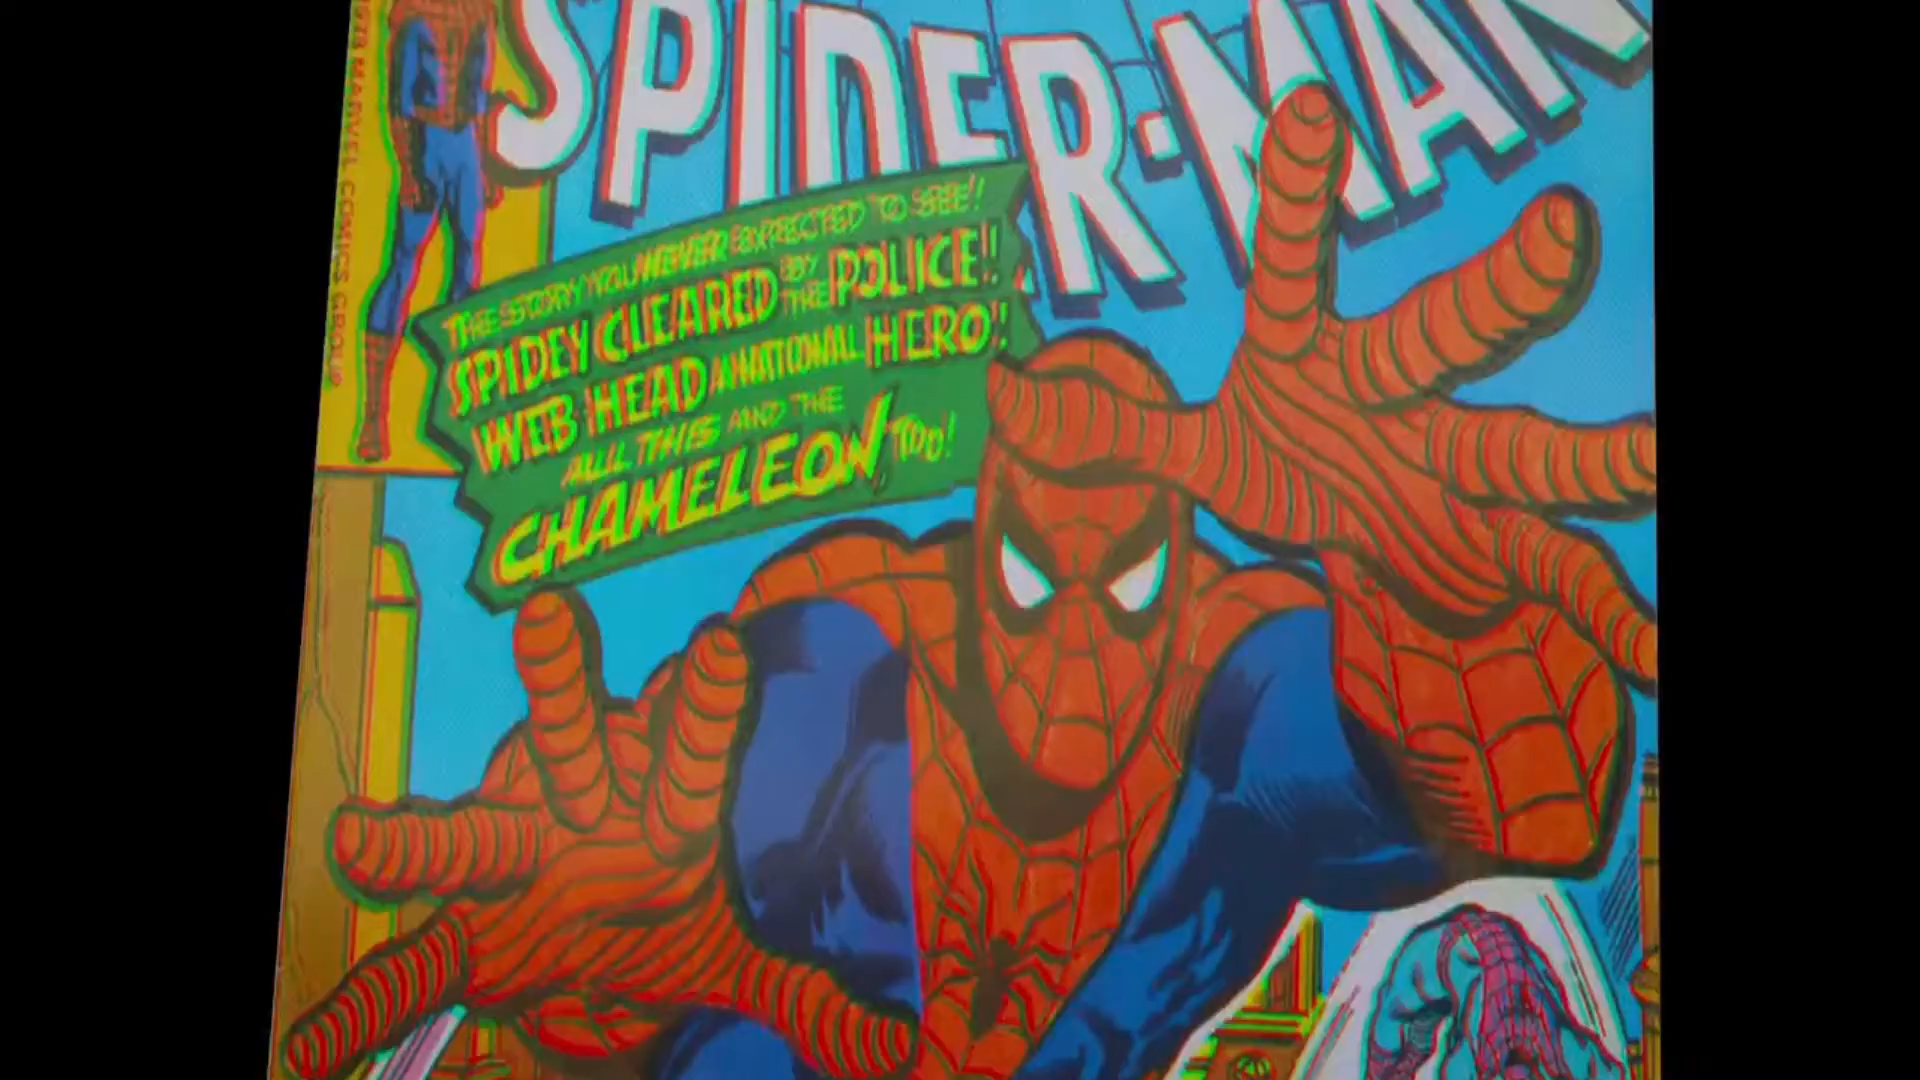 SPIDER-MAN
1978 MARVEL COMICS GROUP
THE STORY YOU NEVER EXPECTED TO SEE!!
SPIDEY CLEARED BY THE POLICE!!
WEB HEAD A NATIONAL HERO!!
ALL THIS AND THE
CHAMELEON, TOO!